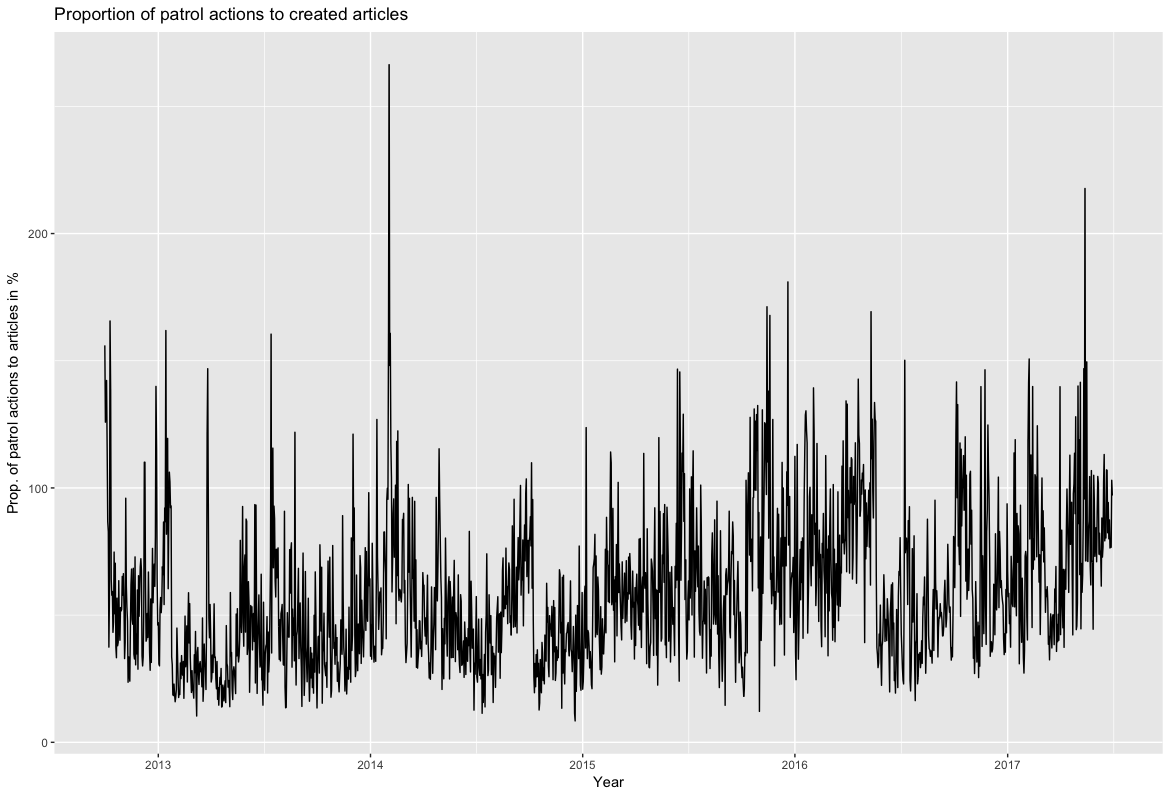 Proportion of patrol actions to created articles
Prop. of patrol actions to articles in %
200
100
0
2013
2014
2015
2016
2017
Year